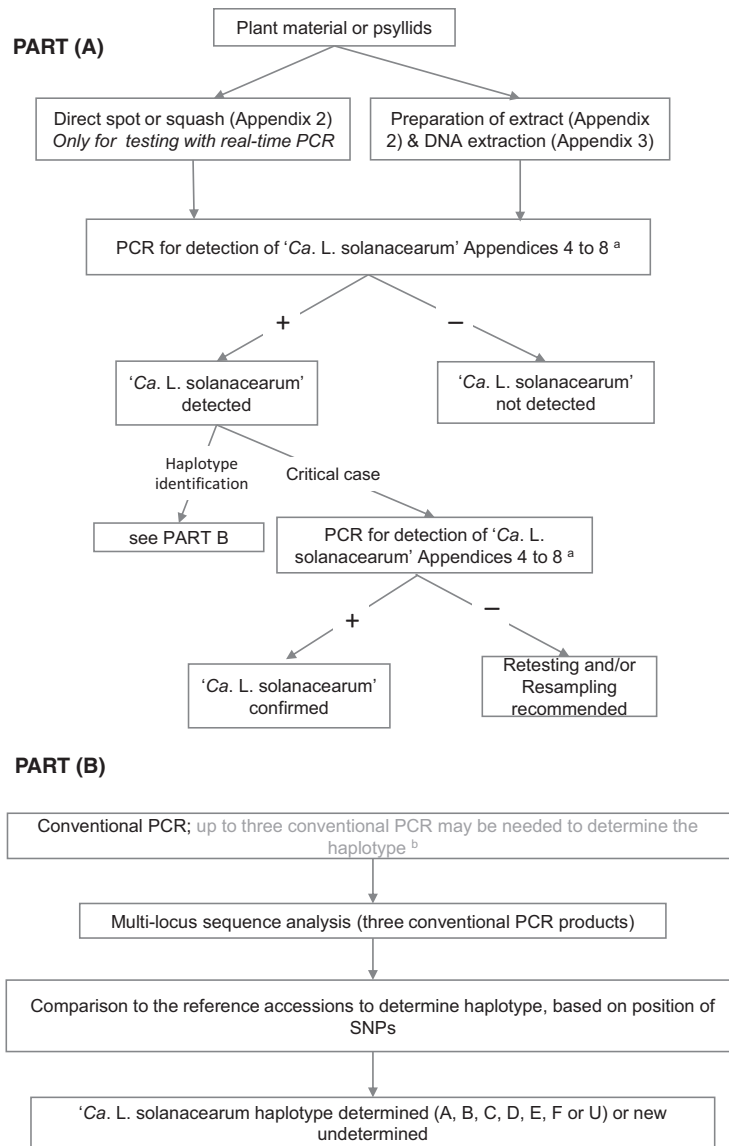 PART (A)
Plant material or psyllids
Direct spot or squash (Appendix 2)
Only for testing with real-time PCR
Preparation of extract (Appendix
2) & DNA extraction (Appendix 3)
PCR for detection of ‘Ca. L. solanacearum’ Appendices 4 to 8 a
+
−
‘Ca. L. solanacearum’
detected
‘Ca. L. solanacearum’
not detected
Haplotype
identification
Critical case
see PART B
PCR for detection of ‘Ca. L.
solanacearum’ Appendices 4 to 8 a
+
−
‘Ca. L. solanacearum’
confirmed
Retesting and/or
Resampling
recommended
PART (B)
Conventional PCR; up to three conventional PCR may be needed to determine the
haplotype b
Multi-locus sequence analysis (three conventional PCR products)
Comparison to the reference accessions to determine haplotype, based on position of
SNPs
‘Ca. L. solanacearum haplotype determined (A, B, C, D, E, F or U) or new
undetermined